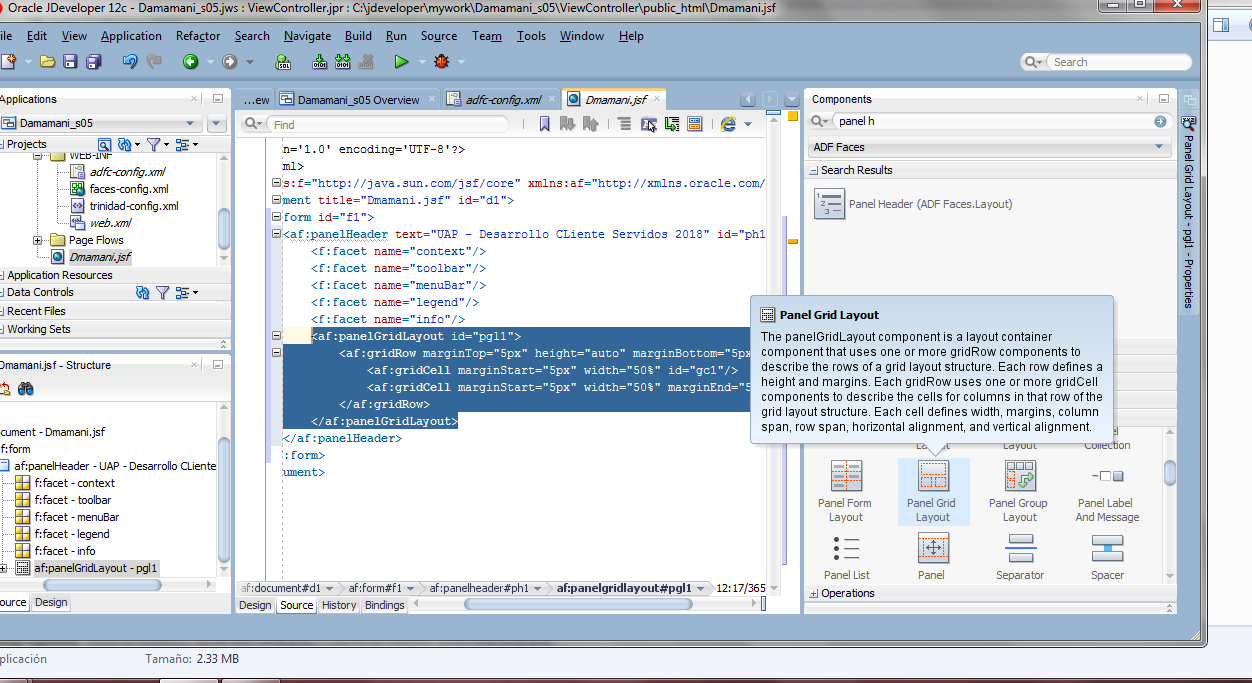 Oracle JDeveloper 12c - Damamani_s05.jws : ViewController.jpr : C:\jdeveloper\mywork\Damamani_s05\ViewController\public_html\Dmamani.jsf
ile Edit View Application Refactor Search Navigate Build Run Source Team Tools Window Help
Search
Applications
Damamani_s05
Projects
WEB-INF
adfc-config.xml
faces-config.xml
trinidad-config.xml
web.xml
Page Flows
Dmamani.jsf
Application Resources
Data Controls
Recent Files
Working Sets
Dmamani.jsf - Structure
cument - Dmamani.jsf
f:form
af:panelHeader - UAP - Desarrollo CLiente
f:facet - context
f:facet - toolbar
f:facet - menuBar
f:facet - legend
f:facet - info
af:panelGridLayout - pgl1
ource Design
...ew Damamani_s05 Overview adfc-config.xml Dmamani.jsf
Find
n='1.0' encoding='UTF-8'?>
ml>
s:f="http://java.sun.com/jsf/core" xmlns:af="http://xmlns.oracle.com/
ment title="Dmamani.jsf" id="d1">
form id="f1">
<af:panelHeader text="UAP - Desarrollo CLiente Servidos 2018" id="ph1
<f:facet name="context"/>
<f:facet name="toolbar"/>
<f:facet name="menuBar"/>
<f:facet name="legend"/>
<f:facet name="info"/>
<af:panelGridLayout id="pgl1">
<af:gridRow marginTop="5px" height="auto" marginBottom="5px
<af:gridCell marginStart="5px" width="50%" id="gc1"/>
<af:gridCell marginStart="5px" width="50%" marginEnd="5
</af:gridRow>
</af:panelGridLayout>
</af:panelHeader>
:form>
ument>
af:document#d1 af:form#f1 af:panelheader#ph1 af:panelgridlayout#pgl1 12:17/365
Design Source History Bindings
Components
panel h
ADF Faces
Search Results
Panel Header (ADF Faces.Layout)
Panel Grid Layout
The panelGridLayout component is a layout container
component that uses one or more gridRow components to
describe the rows of a grid layout structure. Each row defines a
height and margins. Each gridRow uses one or more gridCell
components to describe the cells for columns in that row of the
grid layout structure. Each cell defines width, margins, column
span, row span, horizontal alignment, and vertical alignment.
Layout Layout Collection
Panel Form Layout
Panel Grid Layout
Panel Group Layout
Panel Label And Message
Panel List
Panel
Separator
Spacer
Operations
Panel Grid Layout - pgl1 - Properties
plicación Tamaño: 2.33 MB